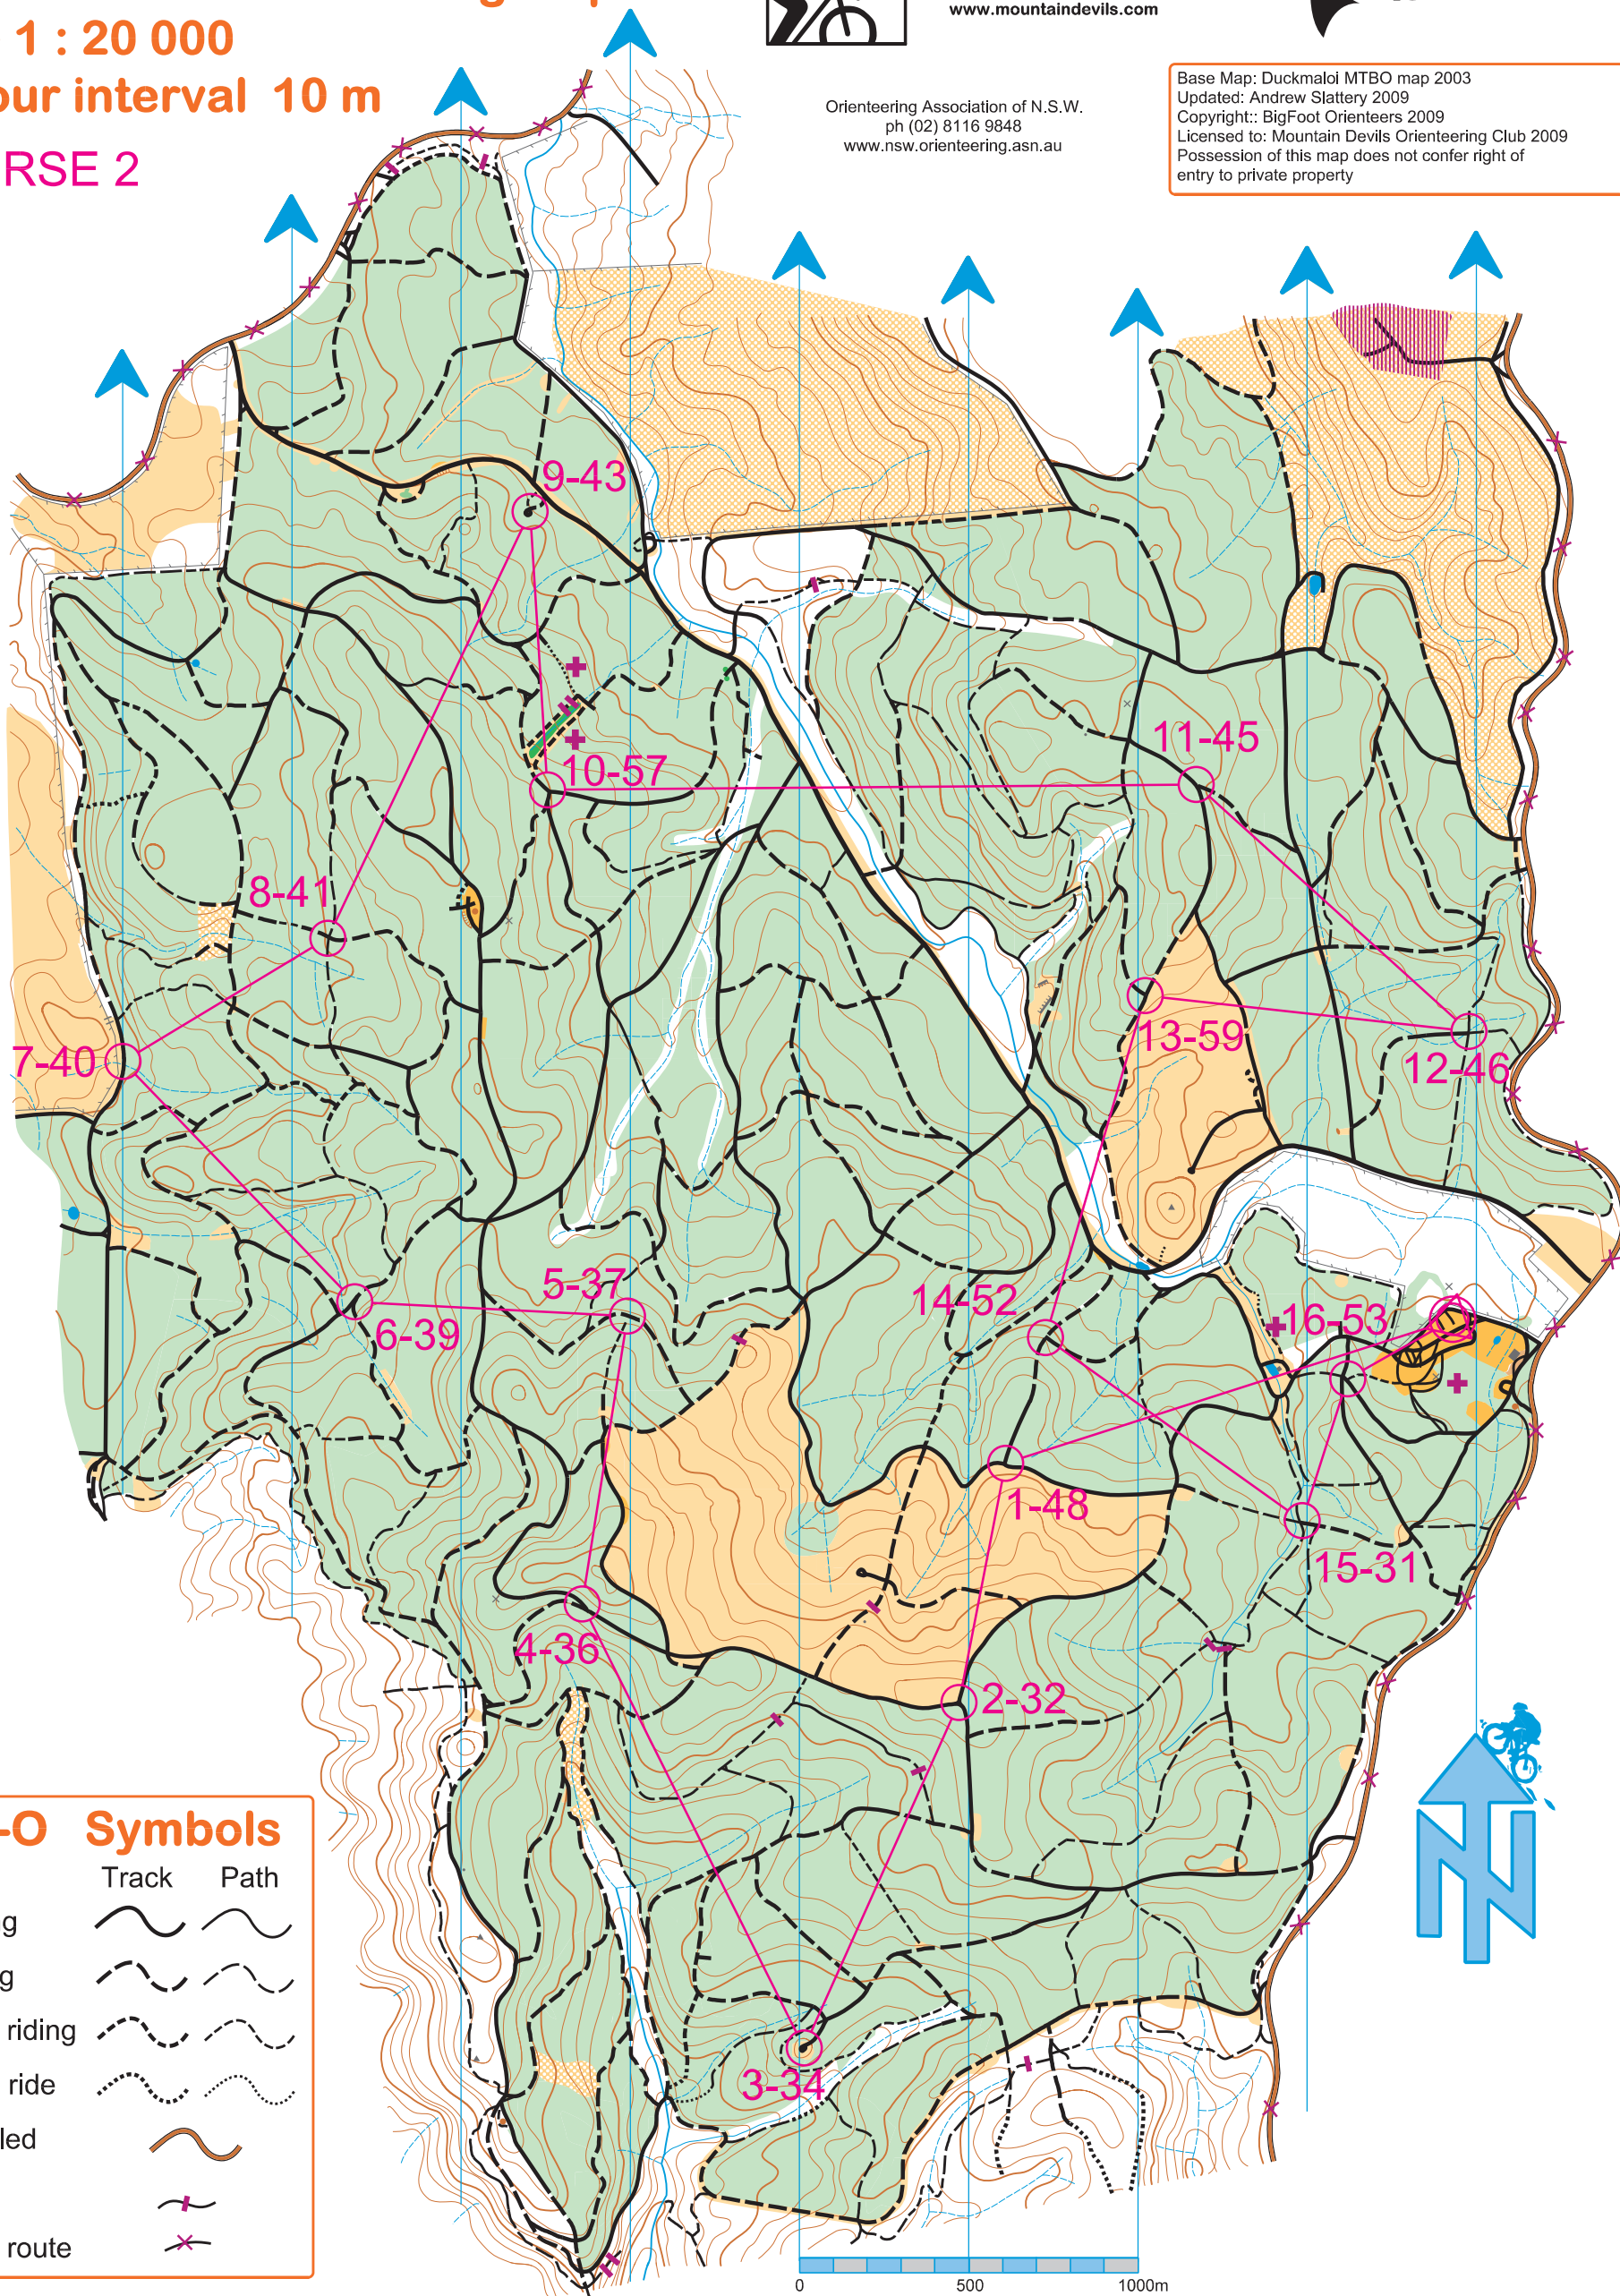 1 : 20 000
our interval 10 m
RSE 2
www.mountaindevils.com
Orienteering Association of N.S.W.
ph (02) 8116 9848
www.nsw.orienteering.asn.au
Base Map: Duckmaloi MTBO map 2003
Updated: Andrew Slattery 2009
Copyright:: BigFoot Orienteers 2009
Licensed to: Mountain Devils Orienteering Club 2009
Possession of this map does not confer right of
entry to private property
9-43
11-45
10-57
8-41
13-59
7-40
12-46
5-37
14-52
16-53
6-39
1-48
15-31
4-36
2-32
3-34
-O Symbols
Track Path
g
g
riding
ride
led
route
N
0 500 1000m